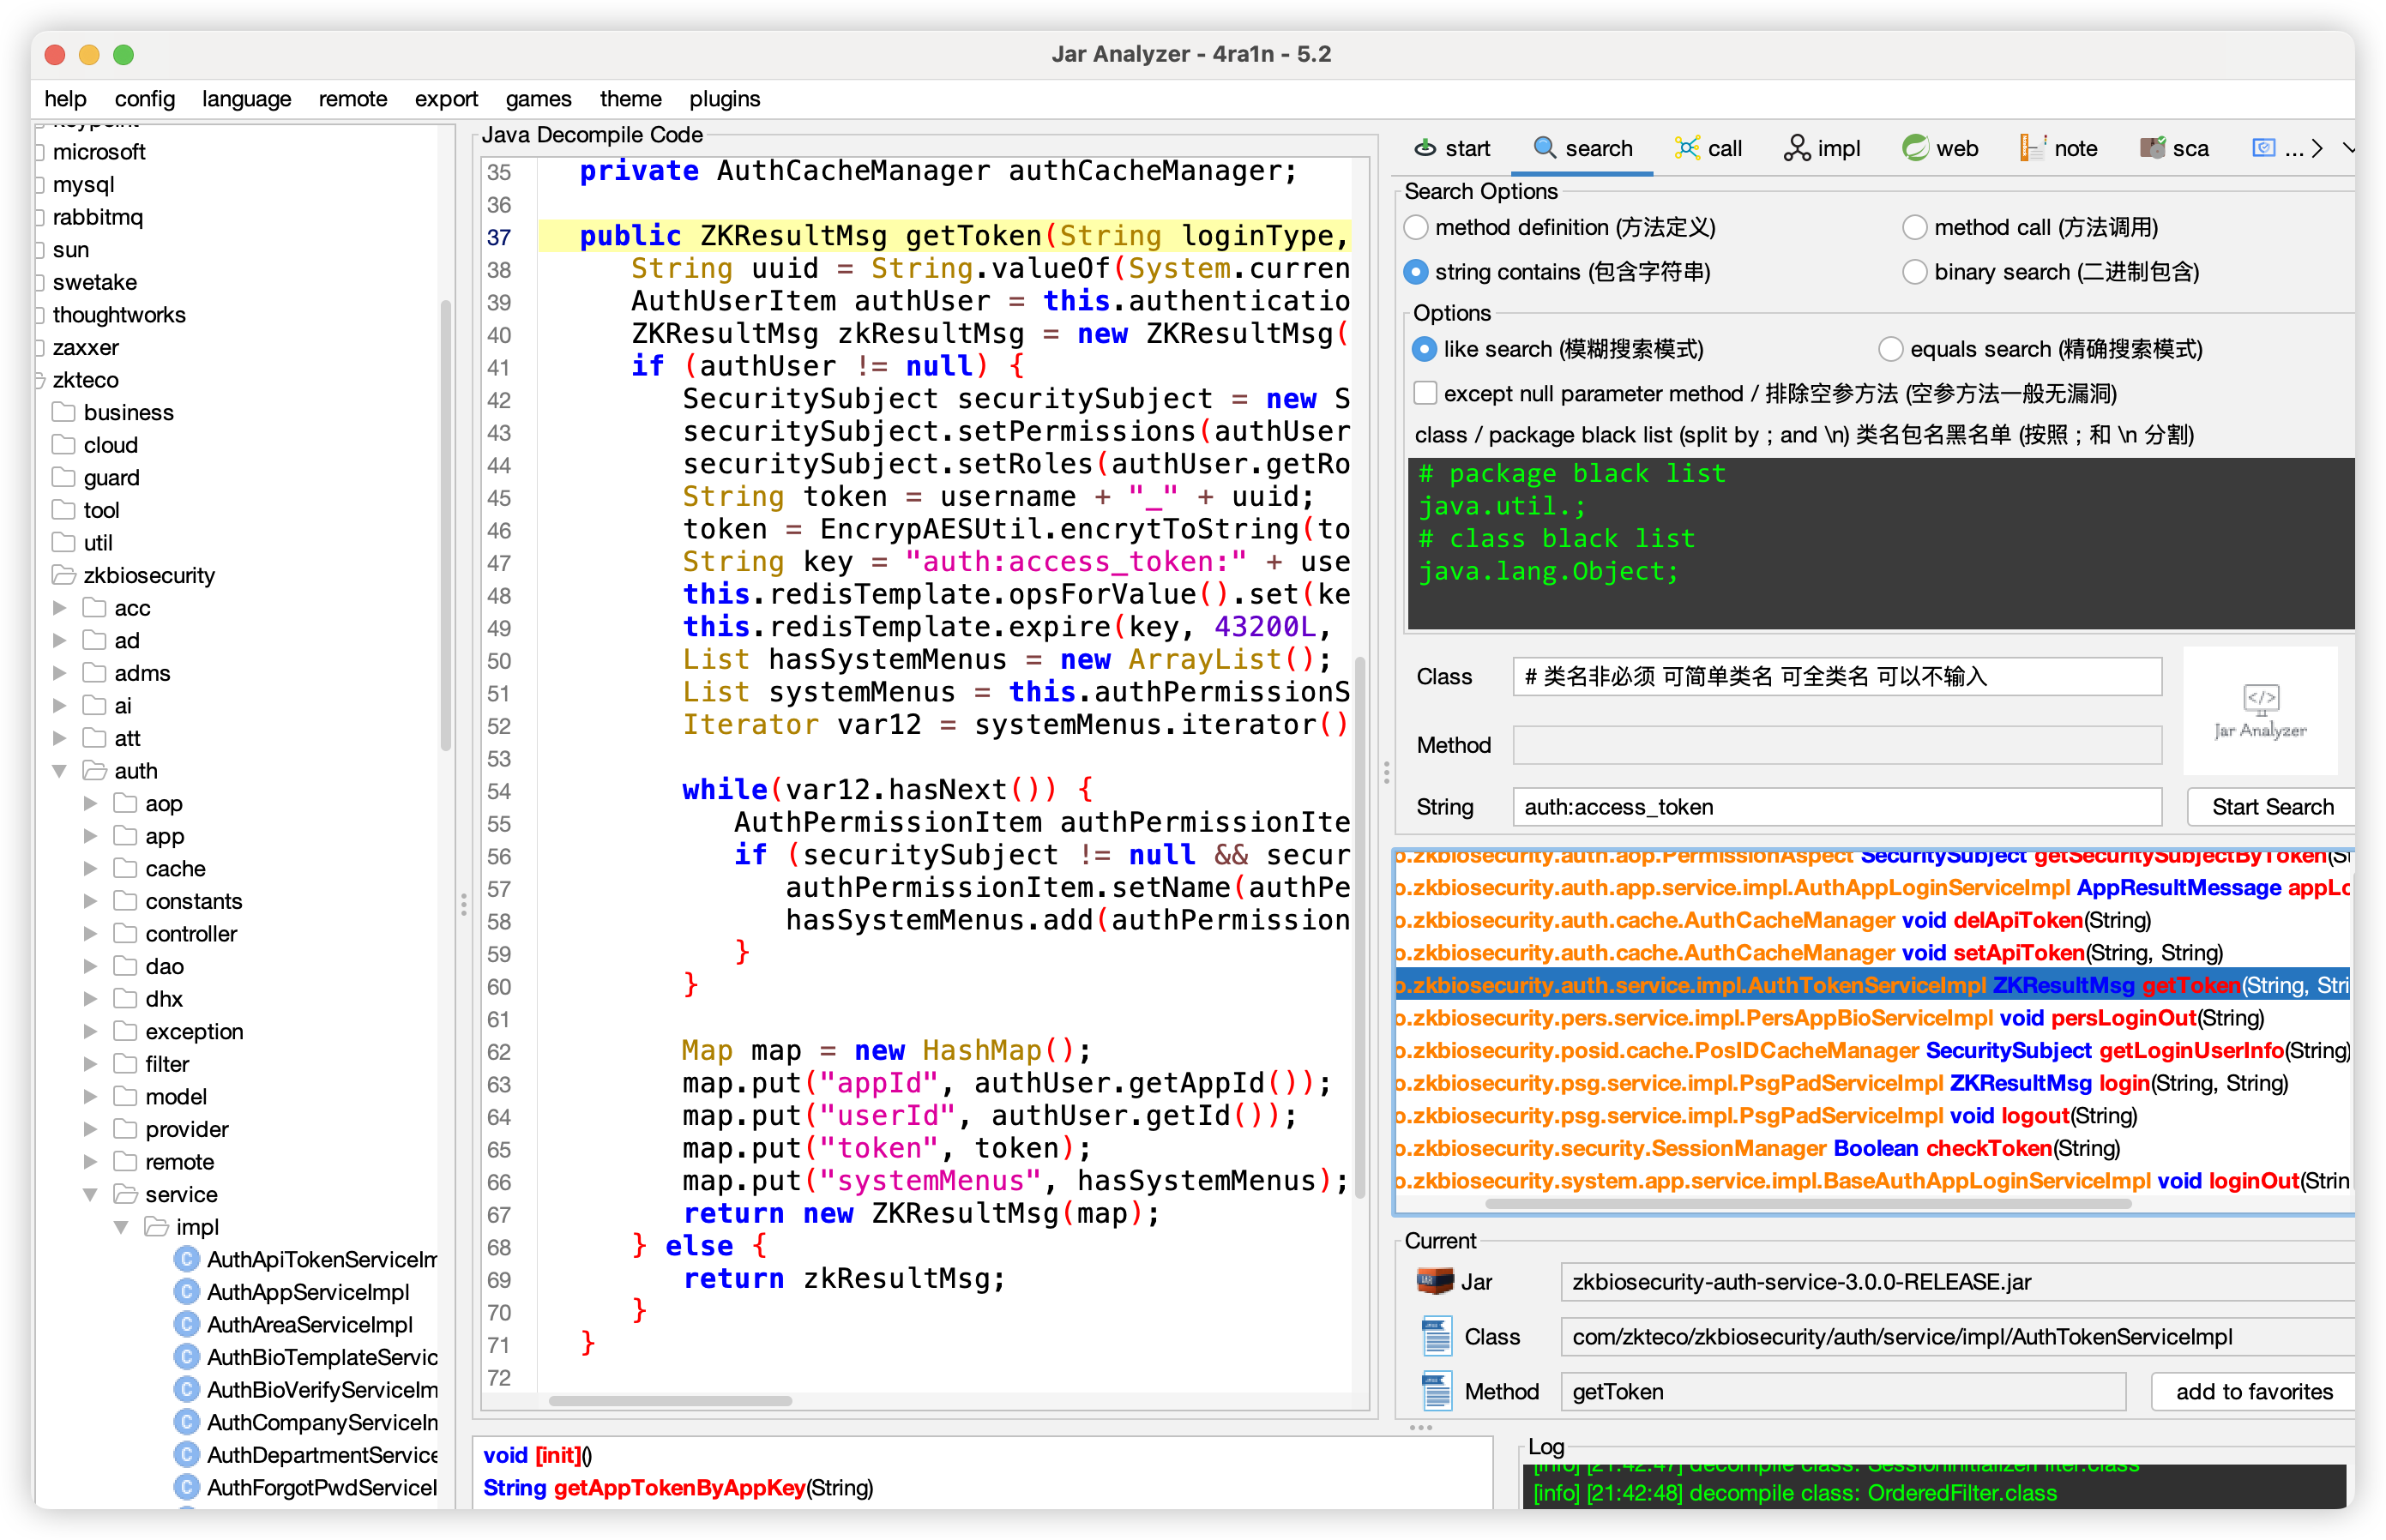 Jar Analyzer - 4ra1n - 5.2
help config language remote export games theme plugins
keypoint
microsoft
mysql
rabbitmq
sun
swetake
thoughtworks
zaxxer
zkteco
business
cloud
guard
tool
util
zkbiosecurity
acc
ad
adms
ai
att
auth
aop
app
cache
constants
controller
dao
dhx
exception
filter
model
provider
remote
service
impl
AuthApiTokenServiceIm
AuthAppServiceImpl
AuthAreaServiceImpl
AuthBioTemplateServic
AuthBioVerifyServiceIm
AuthCompanyServiceIn
AuthDepartmentService
AuthForgotPwdServiceI
Java Decompile Code
35 private AuthCacheManager authCacheManager;
36
37 public ZKResultMsg getToken(String loginType,
38 String uuid = String.valueOf(System.curren
39 AuthUserItem authUser = this.authenticatio
40 ZKResultMsg zkResultMsg = new ZKResultMsg(
41 if (authUser != null) {
42 SecuritySubject securitySubject = new S
43 securitySubject.setPermissions(authUser
44 securitySubject.setRoles(authUser.getRo
45 String token = username + "_" + uuid;
46 token = EncrypAESUtil.encrytToString(to
47 String key = "auth:access_token:" + use
48 this.redisTemplate.opsForValue().set(ke
49 this.redisTemplate.expire(key, 43200L,
50 List hasSystemMenus = new ArrayList();
51 List systemMenus = this.authPermissionS
52 Iterator var12 = systemMenus.iterator()
53
54 while(var12.hasNext()) {
55 AuthPermissionItem authPermissionIte
56 if (securitySubject != null && secur
57 authPermissionItem.setName(authPe
58 hasSystemMenus.add(authPermission
59 }
60 }
61
62 Map map = new HashMap();
63 map.put("appId", authUser.getAppId());
64 map.put("userId", authUser.getId());
65 map.put("token", token);
66 map.put("systemMenus", hasSystemMenus);
67 return new ZKResultMsg(map);
68 } else {
69 return zkResultMsg;
70 }
71 }
72
void [init]()
String getAppTokenByAppKey(String)
start search call impl web note sca ...
Search Options
method definition (方法定义) method call (方法调用)
string contains (包含字符串) binary search (二进制包含)
Options
like search (模糊搜索模式) equals search (精确搜索模式)
except null parameter method / 排除空参方法 (空参方法一般无漏洞)
class / package black list (split by ; and \n) 类名包名黑名单 (按照 ; 和 \n 分割)
# package black list
java.util.;
# class black list
java.lang.Object;
Class # 类名非必须 可简单类名 可全类名 可以不输入
</>
Jar Analyzer
Method
String auth:access_token Start Search
o.zkbiosecurity.auth.aop.PermissionAspect SecuritySubject getSecuritySubjectByToken(St
o.zkbiosecurity.auth.app.service.impl.AuthAppLoginServiceImpl AppResultMessage appLo
o.zkbiosecurity.auth.cache.AuthCacheManager void delApiToken(String)
o.zkbiosecurity.auth.cache.AuthCacheManager void setApiToken(String, String)
o.zkbiosecurity.auth.service.impl.AuthTokenServiceImpl ZKResultMsg getToken(String, Stri
o.zkbiosecurity.pers.service.impl.PersAppBioServiceImpl void persLoginOut(String)
o.zkbiosecurity.posid.cache.PosIDCacheManager SecuritySubject getLoginUserInfo(String)
o.zkbiosecurity.psg.service.impl.PsgPadServiceImpl ZKResultMsg login(String, String)
o.zkbiosecurity.psg.service.impl.PsgPadServiceImpl void logout(String)
o.zkbiosecurity.security.SessionManager Boolean checkToken(String)
o.zkbiosecurity.system.app.service.impl.BaseAuthAppLoginServiceImpl void loginOut(Strin
Current
Jar zkbiosecurity-auth-service-3.0.0-RELEASE.jar
Class com/zkteco/zkbiosecurity/auth/service/impl/AuthTokenServiceImpl
Method getToken add to favorites
Log
[info] [21:42:47] decompile class: SessionInitializerFilter.class
[info] [21:42:48] decompile class: OrderedFilter.class